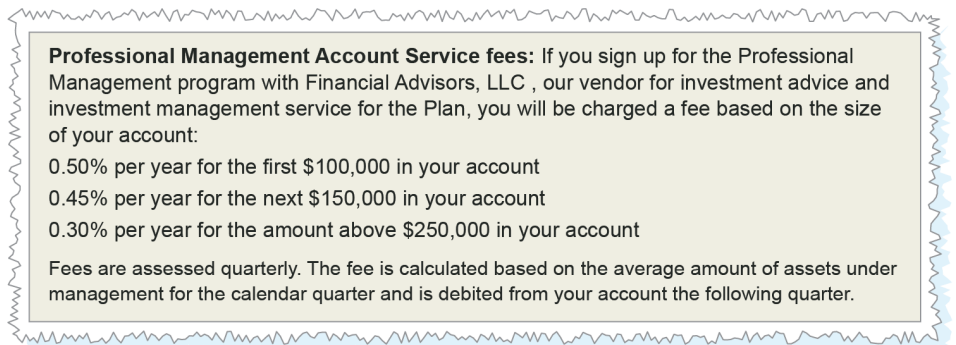 Professional Management Account Service fees: If you sign up for the Professional
Management program with Financial Advisors, LLC , our vendor for investment advice and
investment management service for the Plan, you will be charged a fee based on the size
of your account:
0.50% per year for the first $100,000 in your account
0.45% per year for the next $150,000 in your account
0.30% per year for the amount above $250,000 in your account
Fees are assessed quarterly. The fee is calculated based on the average amount of assets under
management for the calendar quarter and is debited from your account the following quarter.